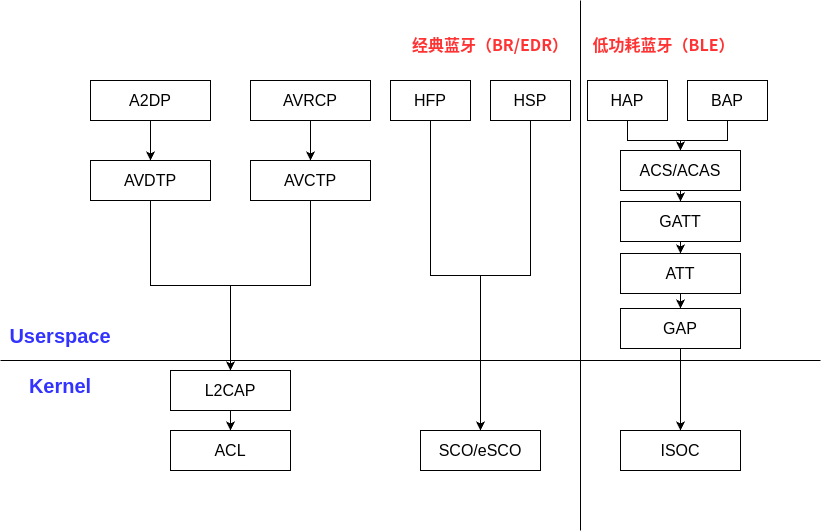 经典蓝牙（BR/EDR）
低功耗蓝牙（BLE）
A2DP
AVRCP
HFP
HSP
HAP
BAP
AVDTP
AVCTP
ACS/ACAS
GATT
ATT
GAP
Userspace
Kernel
L2CAP
ACL
SCO/eSCO
ISOC